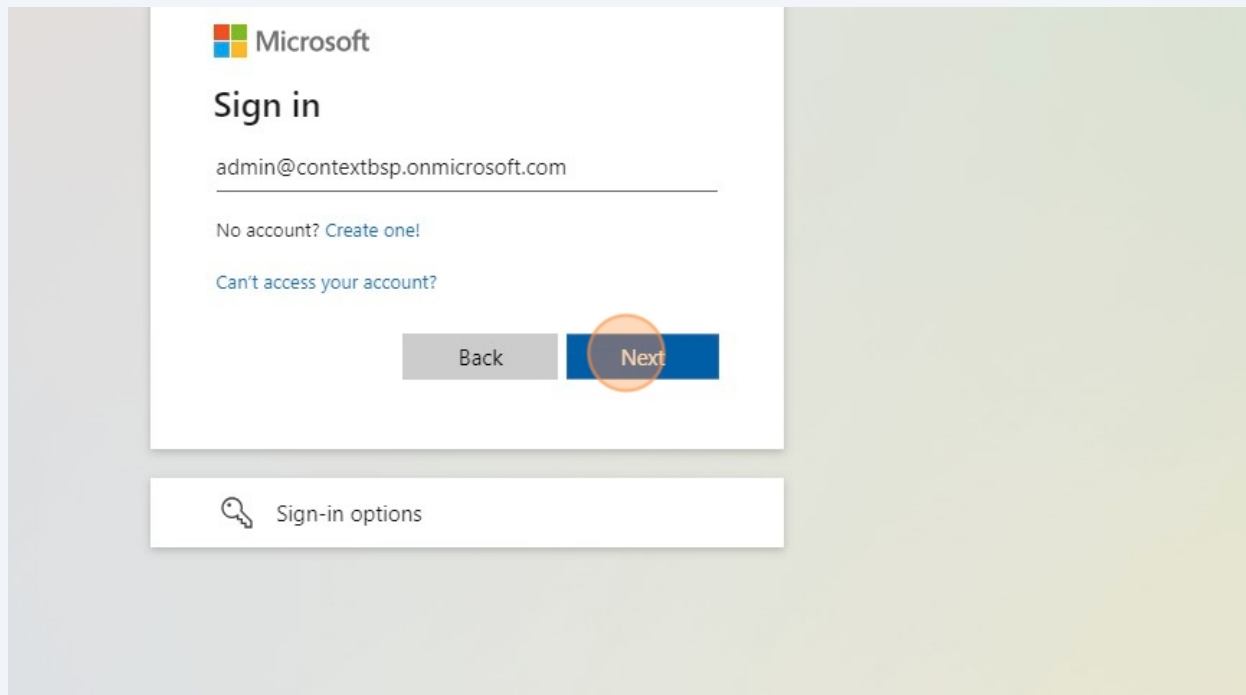 Microsoft
Sign in
admin@contextbsp.onmicrosoft.com
No account? Create one!
Can't access your account?
Back Next
Sign-in options